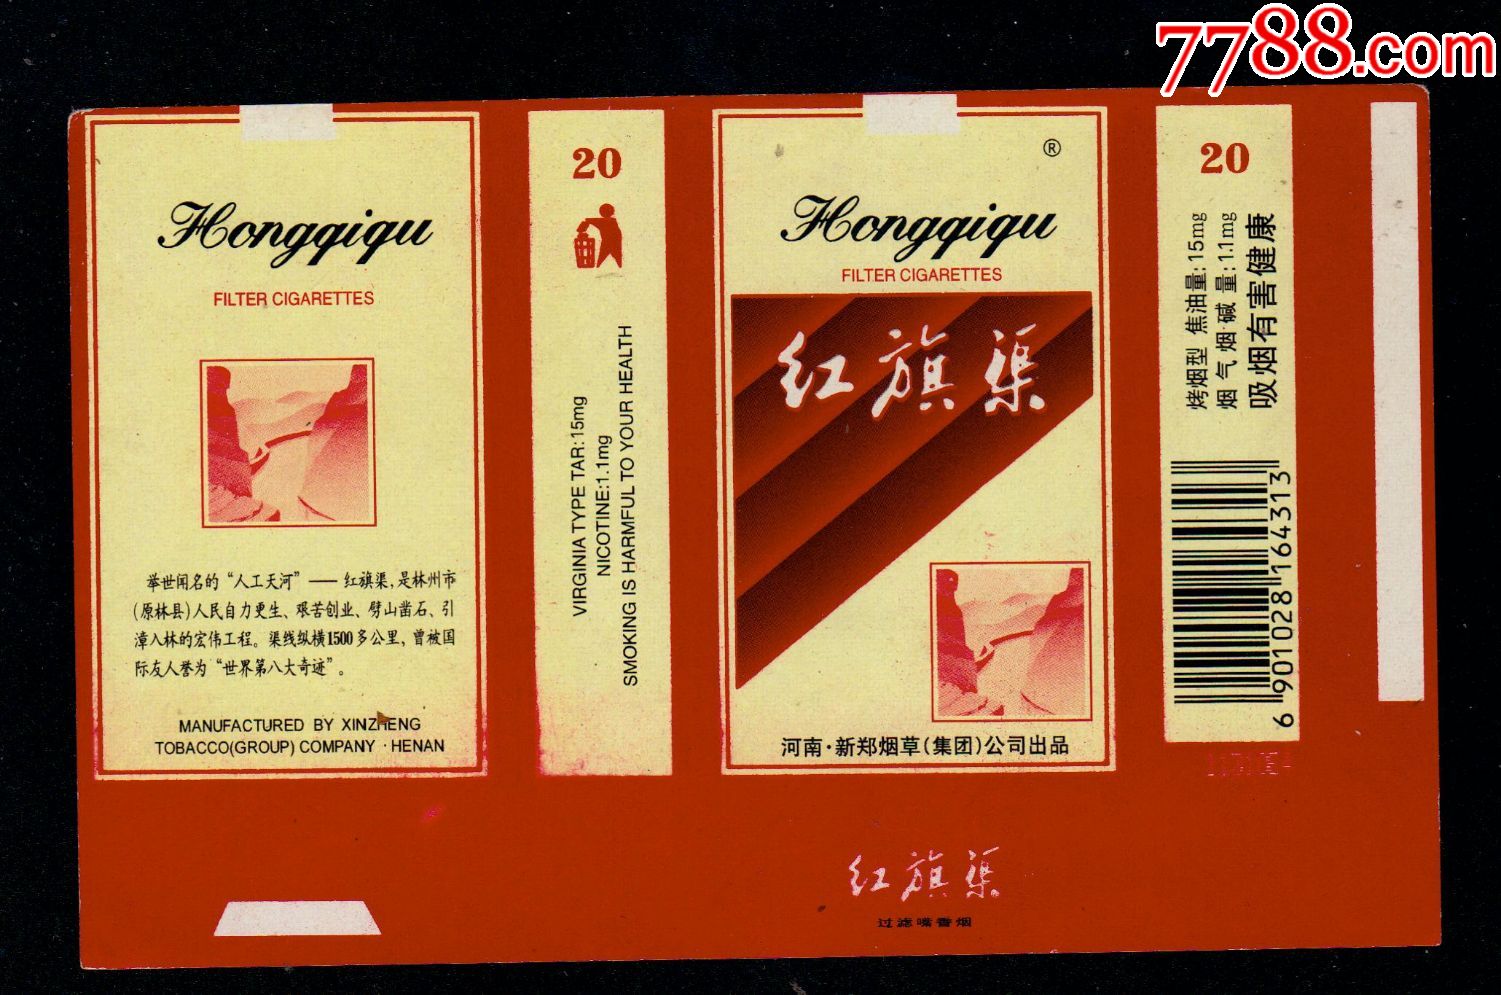 7788.com
Hongqiqu
FILTER CIGARETTES
举世闻名的“人工天河”——红旗渠,是林州市
(原林县)人民自力更生、艰苦创业、劈山凿石、引
漳入林的宏伟工程。渠线纵横1500多公里,曾被国
际友人誉为“世界第八大奇迹”。
MANUFACTURED BY XINZHENG
TOBACCO(GROUP) COMPANY·HENAN
20
VIRGINIA TYPE TAR:15mg
NICOTINE:1.1mg
SMOKING IS HARMFUL TO YOUR HEALTH
®
Hongqiqu
FILTER CIGARETTES
红旗渠
河南·新郑烟草(集团)公司出品
20
烤烟型 焦油量:15mg
烟气烟碱量:1.1mg
吸烟有害健康
6 901028 164313
红旗渠
过滤嘴香烟